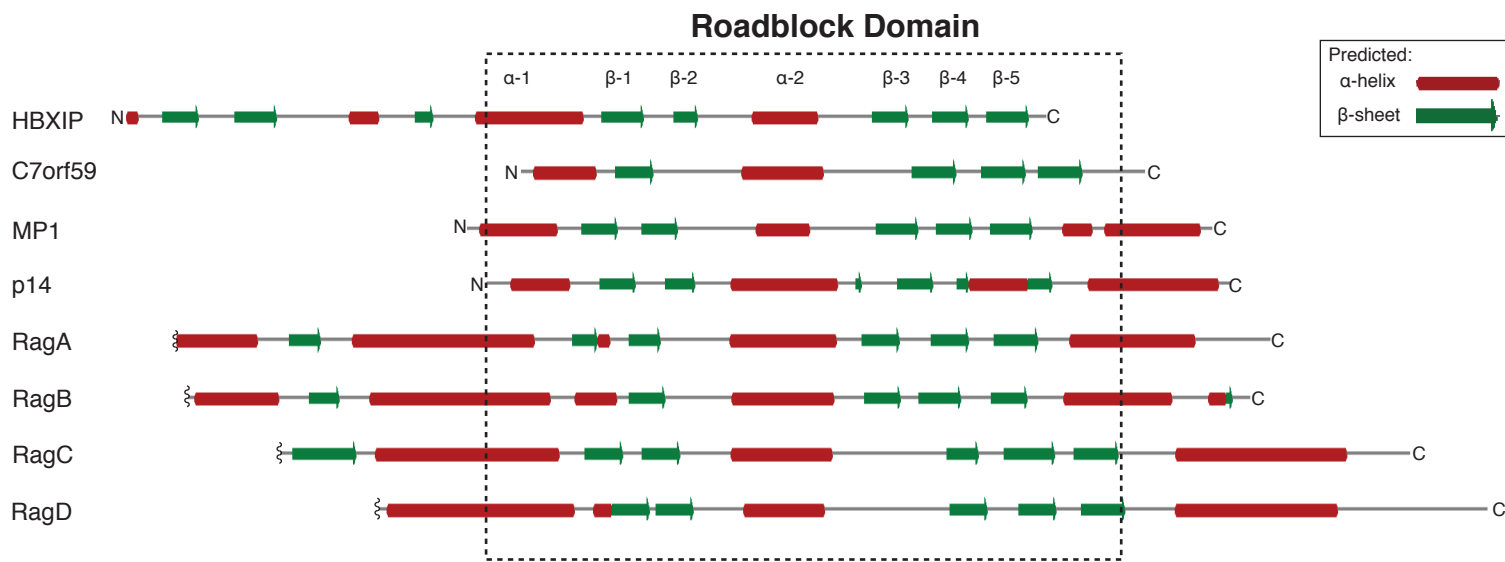 Roadblock Domain
Predicted:
α-helix
β-sheet
α-1 β-1 β-2 α-2 β-3 β-4 β-5
HBXIP N C
C7orf59 N C
MP1 N C
p14 N C
RagA C
RagB C
RagC C
RagD C